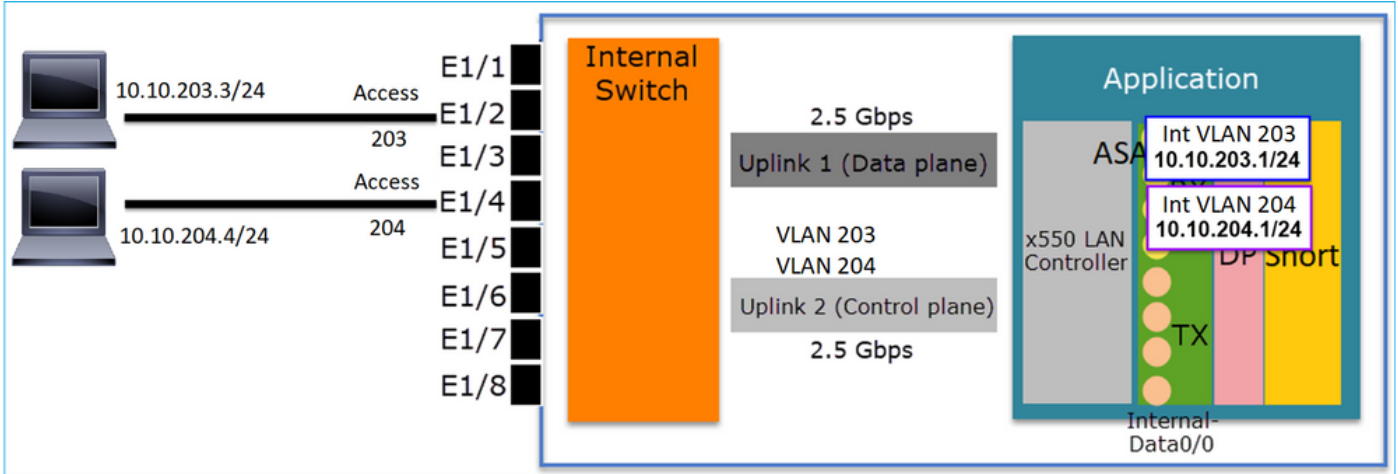 10.10.203.3/24
Access
203
Access
204
10.10.204.4/24
E1/1
E1/2
E1/3
E1/4
E1/5
E1/6
E1/7
E1/8
Internal
Switch
2.5 Gbps
Uplink 1 (Data plane)
VLAN 203
VLAN 204
Uplink 2 (Control plane)
2.5 Gbps
Application
ASA
Int VLAN 203
10.10.203.1/24
Int VLAN 204
10.10.204.1/24
x550 LAN
Controller
DP
Snort
TX
Internal-
Data0/0